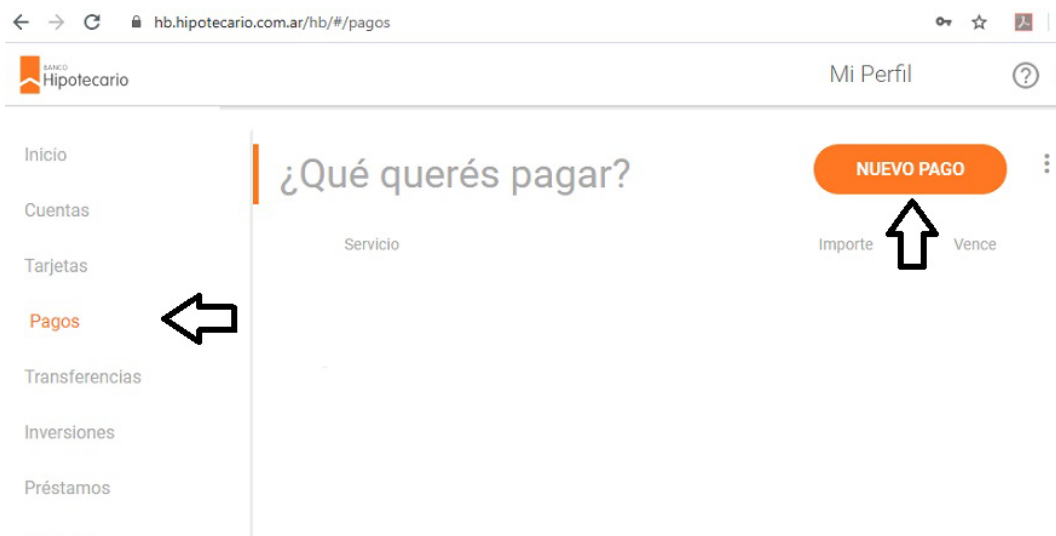 hb.hipotecario.com.ar/hb/#/pagos
BANCO
Hipotecario
Mi Perfil
?
Inicio
Cuentas
Tarjetas
Pagos
Transferencias
Inversiones
Préstamos
¿Qué querés pagar?
NUEVO PAGO
Servicio
Importe
Vence